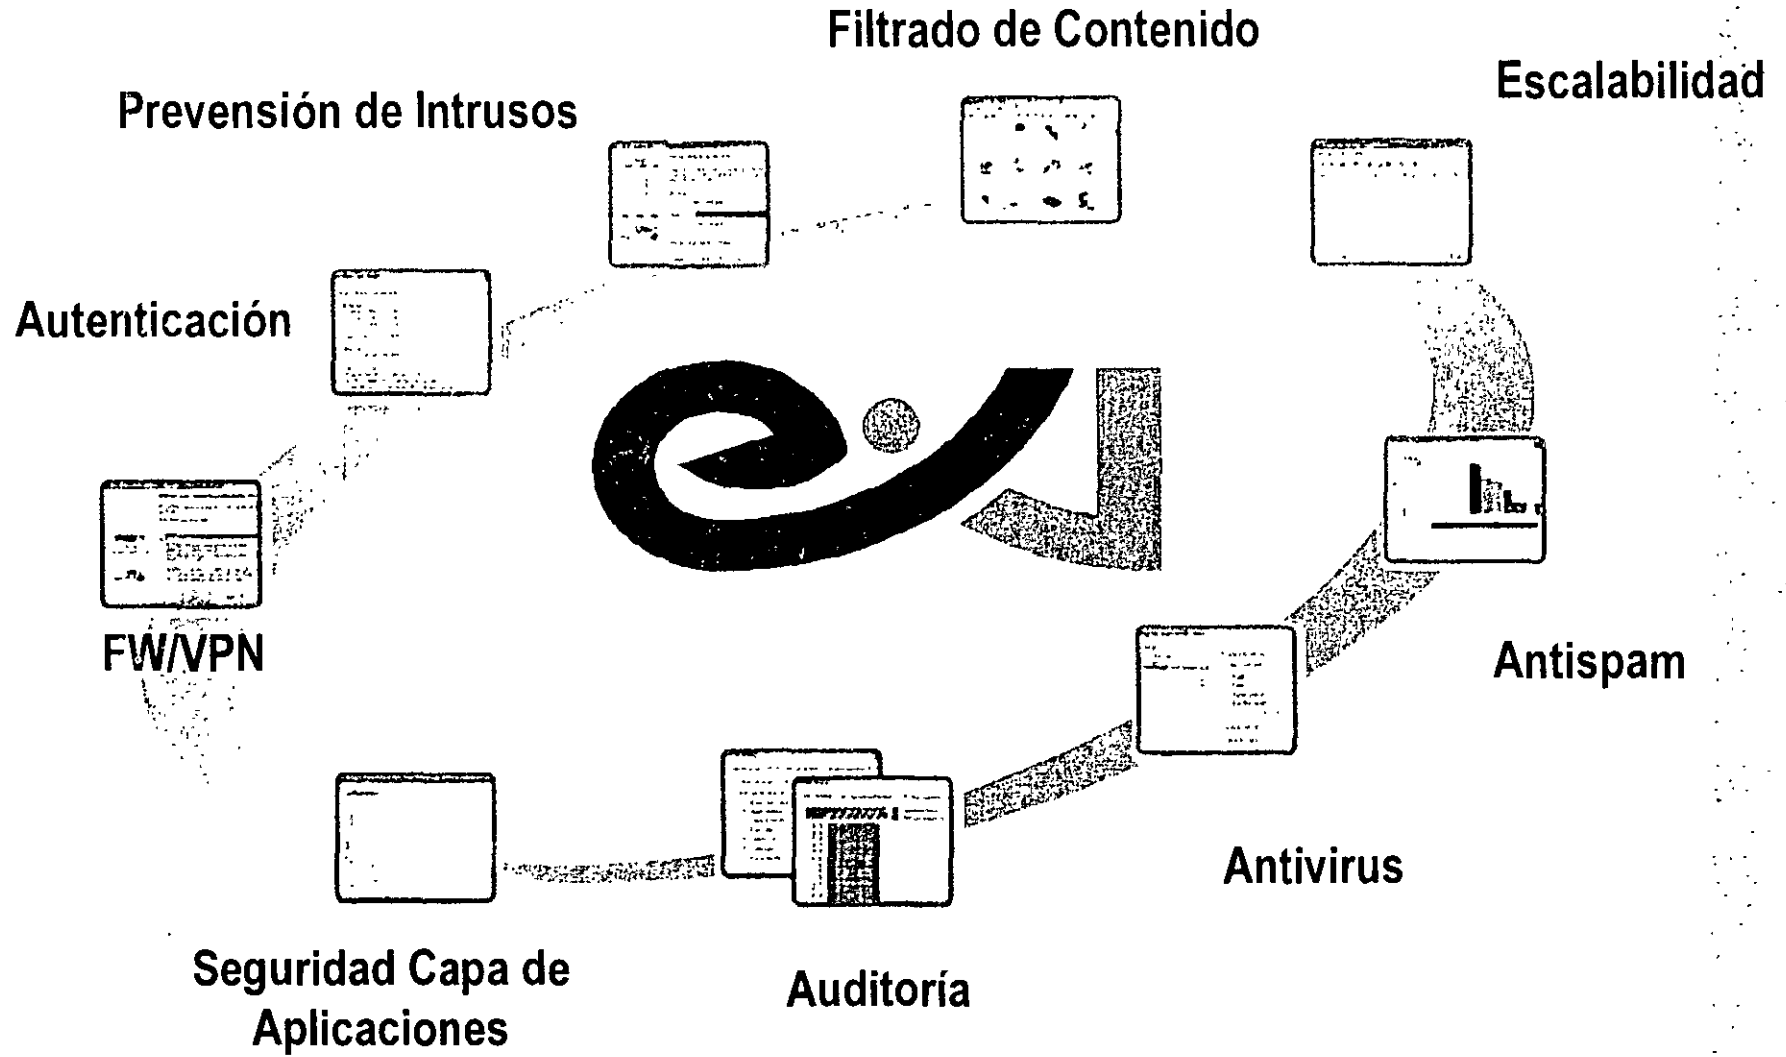 Filtrado de Contenido
Escalabilidad
Prevensión de Intrusos
Autenticación
FW/VPN
Antispam
Antivirus
Seguridad Capa de
Aplicaciones
Auditoría